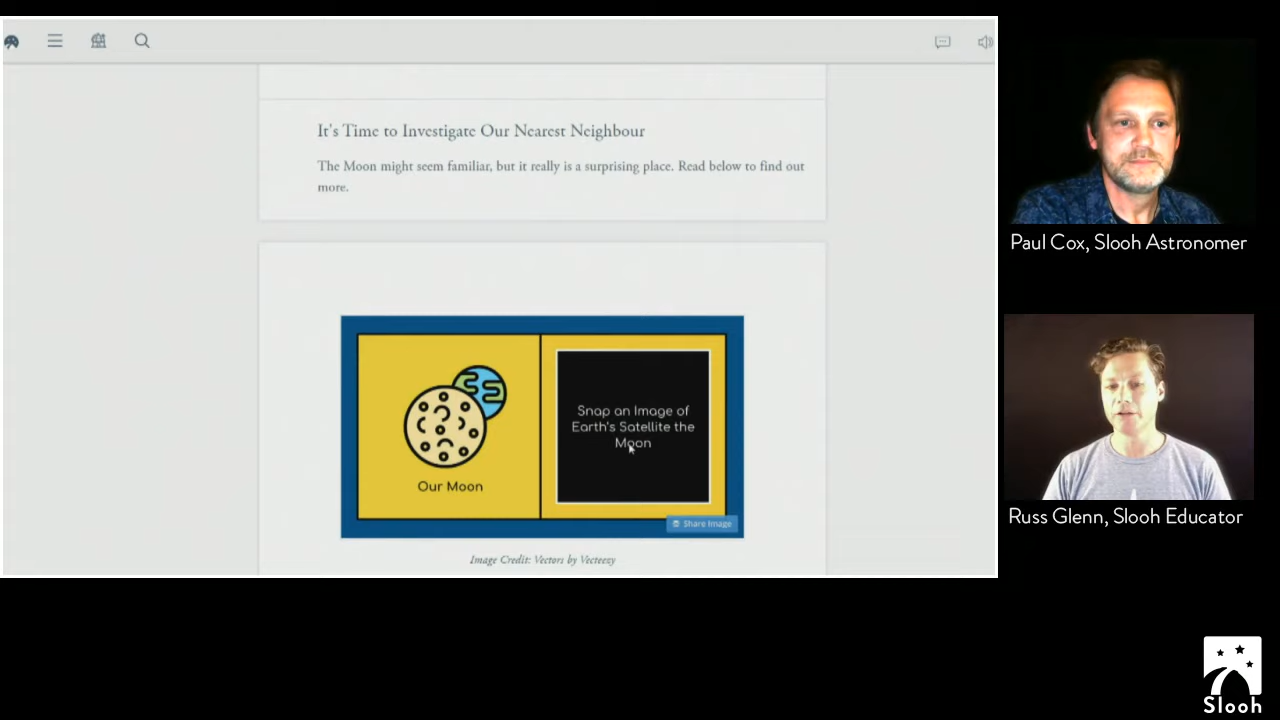 It's Time to Investigate Our Nearest Neighbour
The Moon might seem familiar, but it really is a surprising place. Read below to find out
more.
Our Moon
Snap an Image of
Earth's Satellite the
Moon
Share Image
Image Credit: Vectors by Vecteezy
Paul Cox, Slooh Astronomer
Russ Glenn, Slooh Educator
Slooh